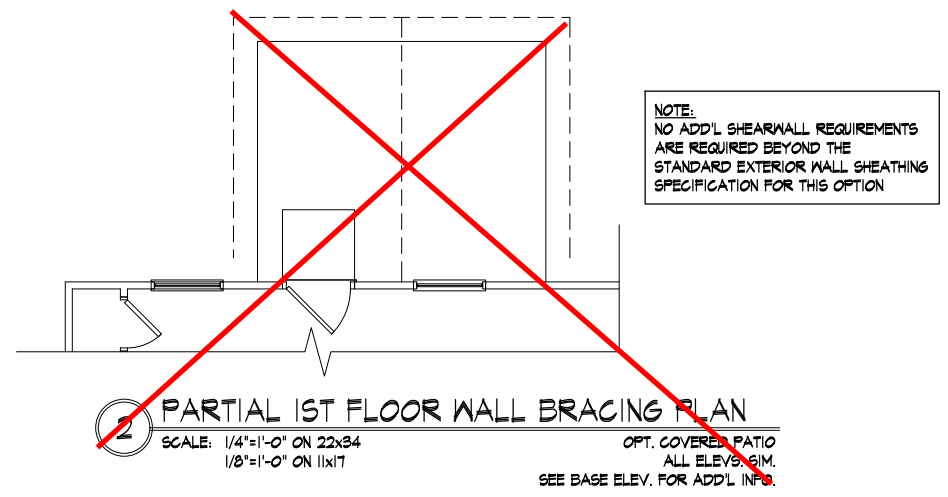 NOTE:
NO ADD'L SHEARWALL REQUIREMENTS
ARE REQUIRED BEYOND THE
STANDARD EXTERIOR WALL SHEATHING
SPECIFICATION FOR THIS OPTION
2
PARTIAL 1ST FLOOR WALL BRACING PLAN
SCALE: 1/4"=1'-0" ON 22x34
1/8"=1'-0" ON 11x17
OPT. COVERED PATIO
ALL ELEVS. SIM.
SEE BASE ELEV. FOR ADD'L INFO.